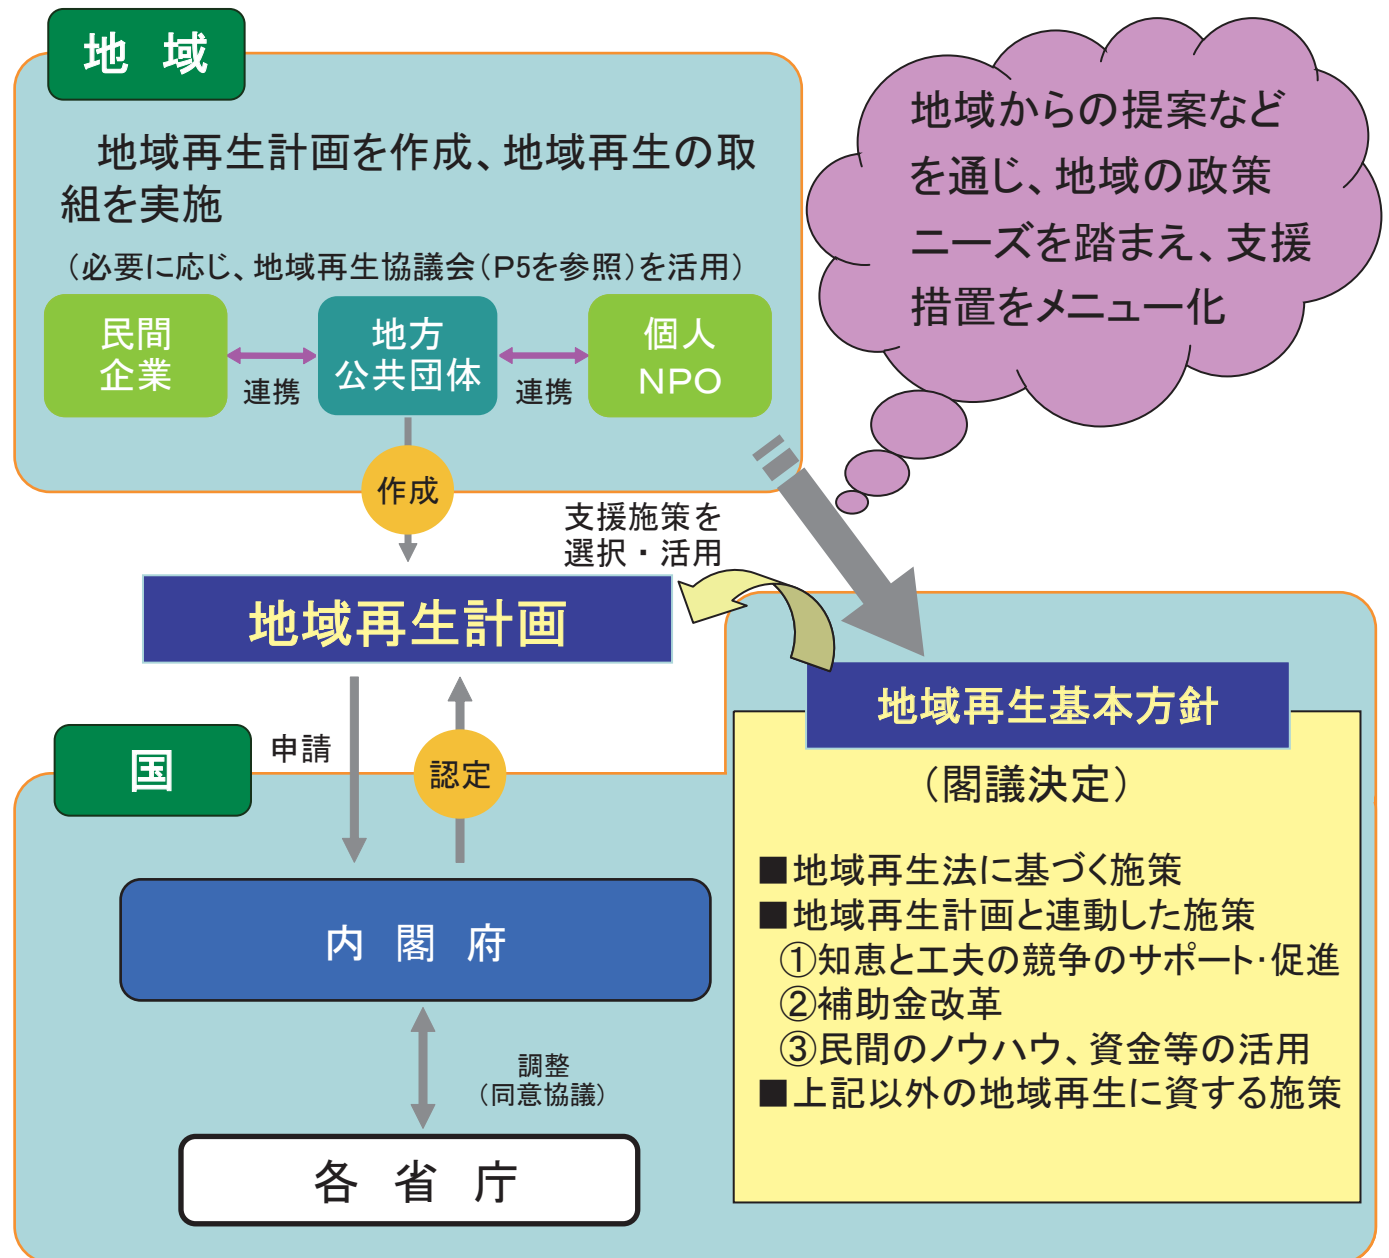 地 域
地域再生計画を作成、地域再生の取
組を実施
（必要に応じ、地域再生協議会（P5を参照）を活用）
民間
企業
連携
地方
公共団体
連携
個人
NPO
地域からの提案など
を通じ、地域の政策
ニーズを踏まえ、支援
措置をメニュー化
作成
支援施策を
選択・活用
地域再生計画
国
申請
認定
内 閣 府
調整
（同意協議）
各 省 庁
地域再生基本方針
（閣議決定）
■地域再生法に基づく施策
■地域再生計画と連動した施策
①知恵と工夫の競争のサポート･促進
②補助金改革
③民間のノウハウ、資金等の活用
■上記以外の地域再生に資する施策